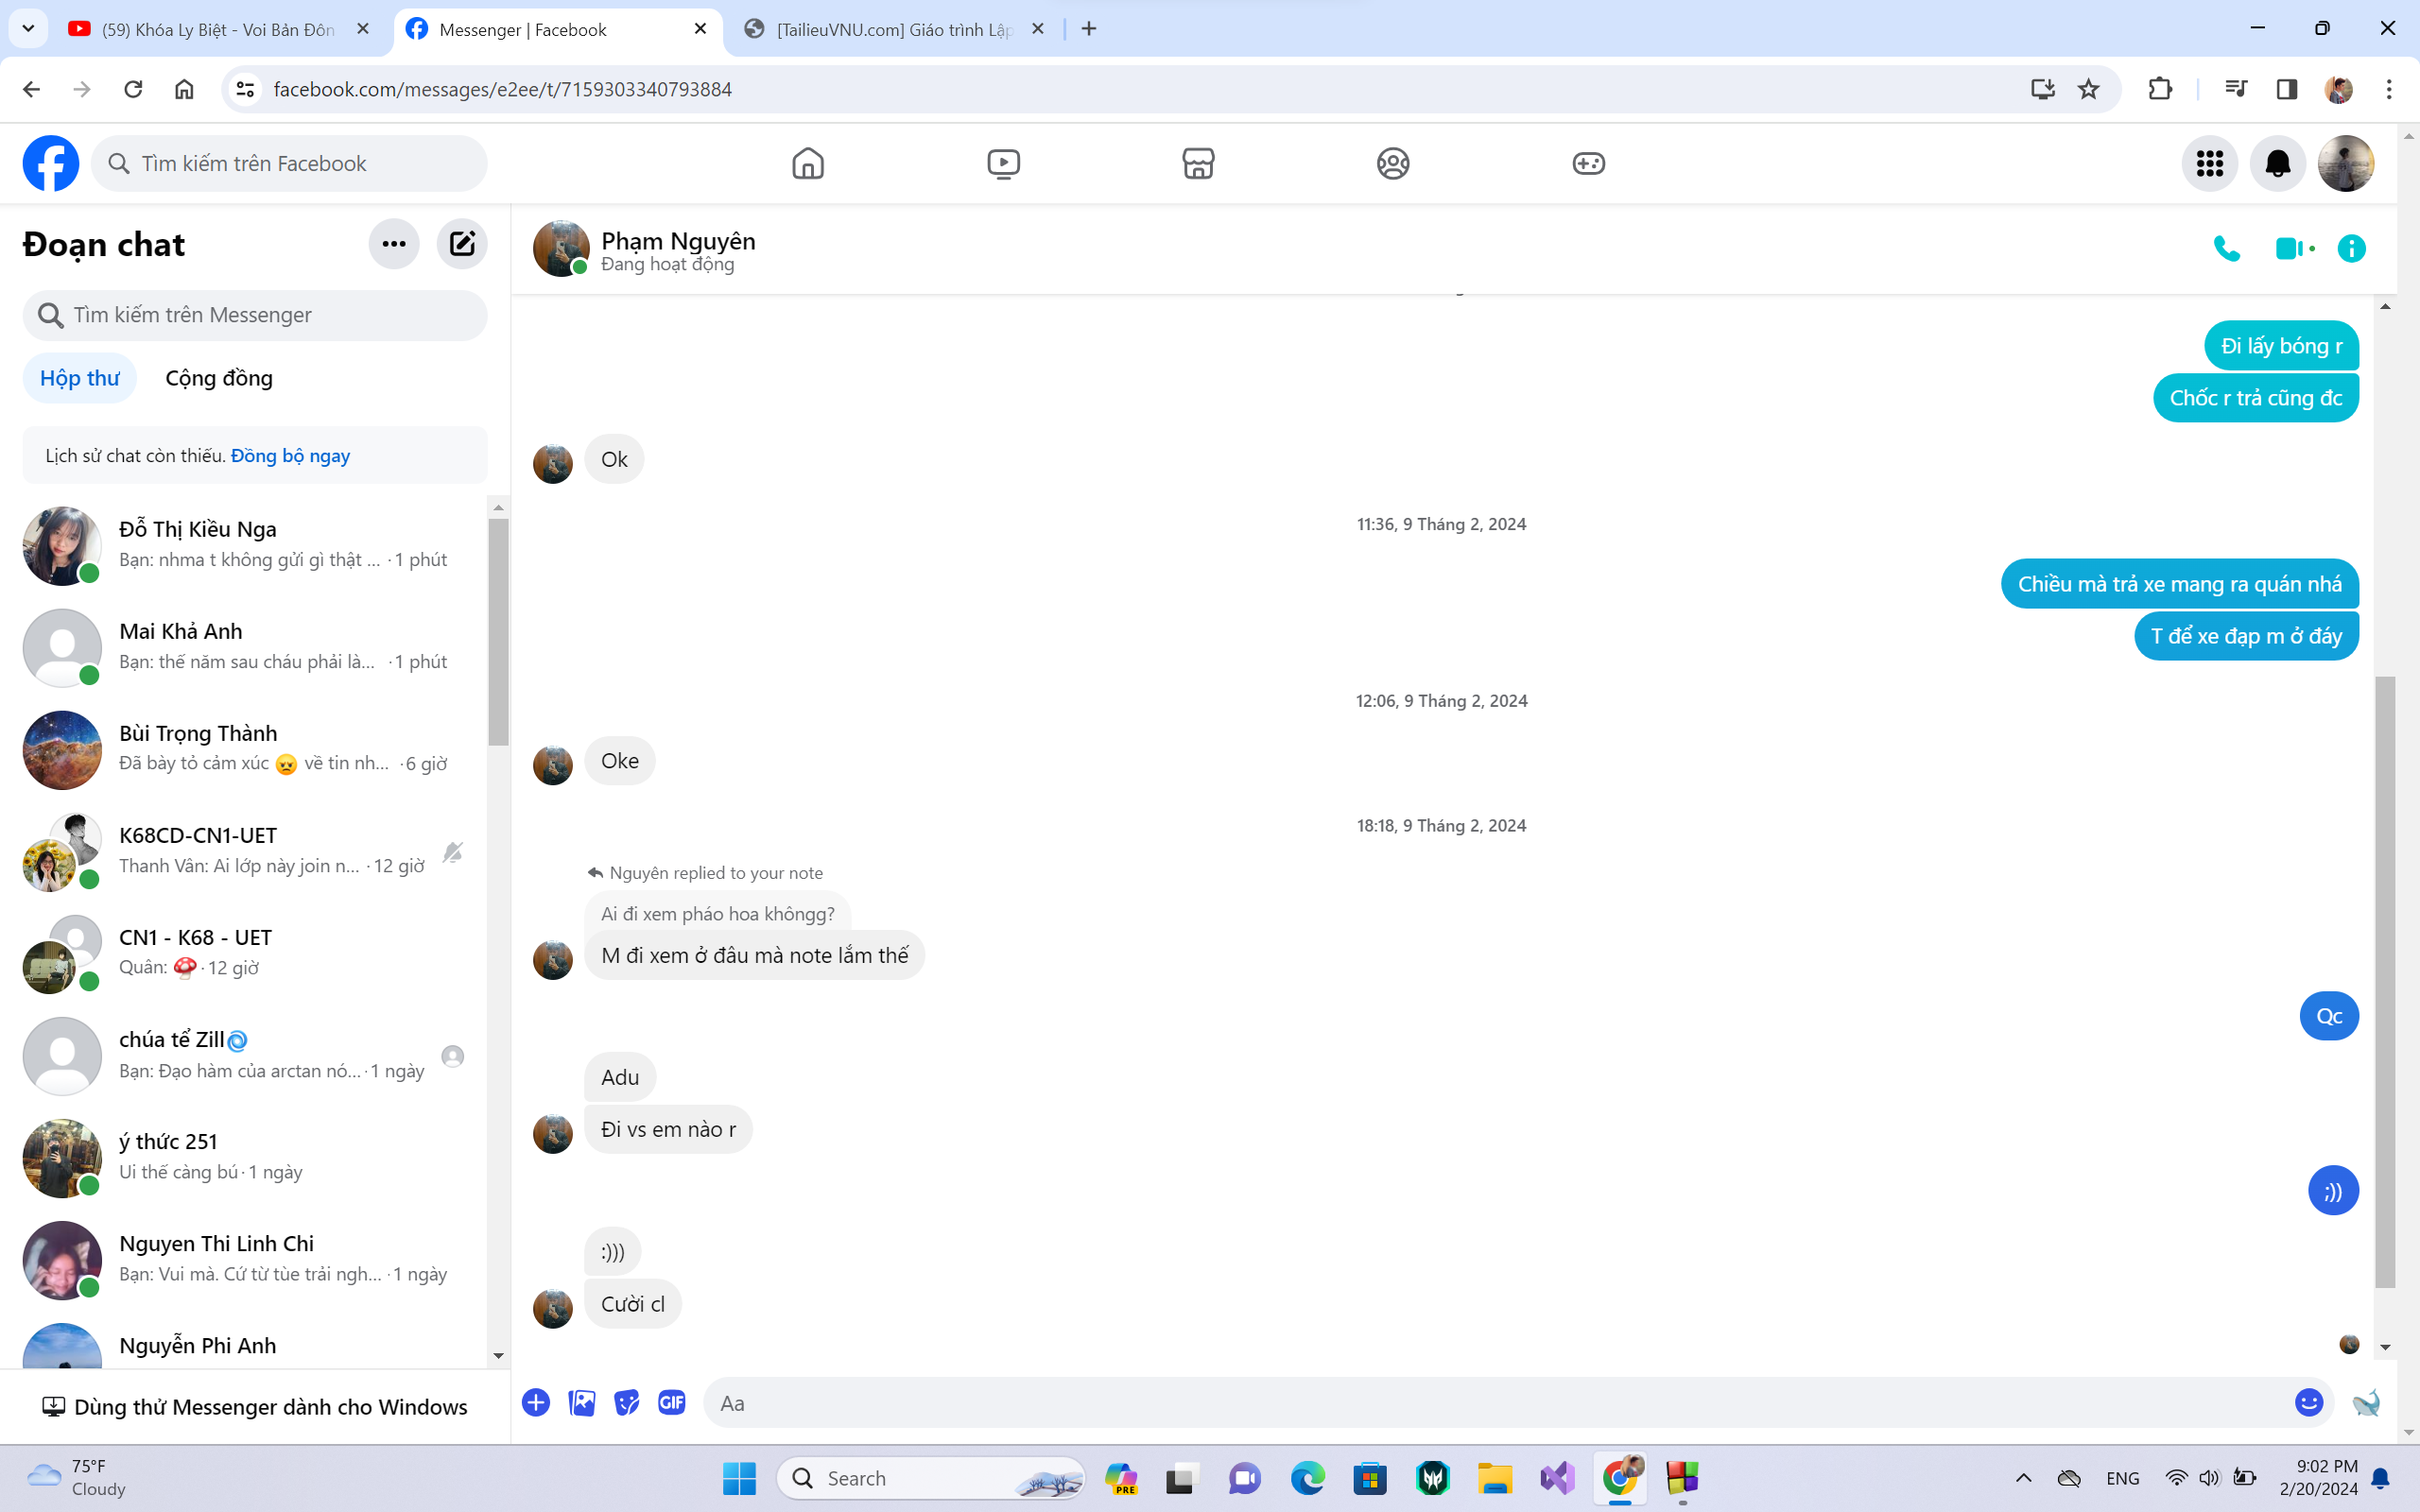 (59) Khóa Ly Biệt - Voi Bản Đôn
Messenger | Facebook
[TailieuVNU.com] Giáo trình Lập
facebook.com/messages/e2ee/t/7159303340793884
Tìm kiếm trên Facebook
Đoạn chat
Tìm kiếm trên Messenger
Hộp thư
Cộng đồng
Lịch sử chat còn thiếu. Đồng bộ ngay
Đỗ Thị Kiều Nga
Bạn: nhma t không gửi gì thật ... · 1 phút
Mai Khả Anh
Bạn: thế năm sau cháu phải là... · 1 phút
Bùi Trọng Thành
Đã bày tỏ cảm xúc 😠 về tin nh... · 6 giờ
K68CD-CN1-UET
Thanh Vân: Ai lớp này join n... · 12 giờ
CN1 - K68 - UET
Quân: 🍄 · 12 giờ
chúa tể Zill🌀
Bạn: Đạo hàm của arctan nó... · 1 ngày
ý thức 251
Ui thế càng bú · 1 ngày
Nguyen Thi Linh Chi
Bạn: Vui mà. Cứ từ tùe trải ngh... · 1 ngày
Nguyễn Phi Anh
Dùng thử Messenger dành cho Windows
Phạm Nguyên
Đang hoạt động
Đi lấy bóng r
Chốc r trả cũng đc
Ok
11:36, 9 Tháng 2, 2024
Chiều mà trả xe mang ra quán nhá
T để xe đạp m ở đáy
12:06, 9 Tháng 2, 2024
Oke
18:18, 9 Tháng 2, 2024
Nguyên replied to your note
Ai đi xem pháo hoa khôngg?
M đi xem ở đâu mà note lắm thế
Qc
Adu
Đi vs em nào r
;))
:)))
Cười cl
GIF
Aa
75°F
Cloudy
Search
PRE
ENG
9:02 PM
2/20/2024